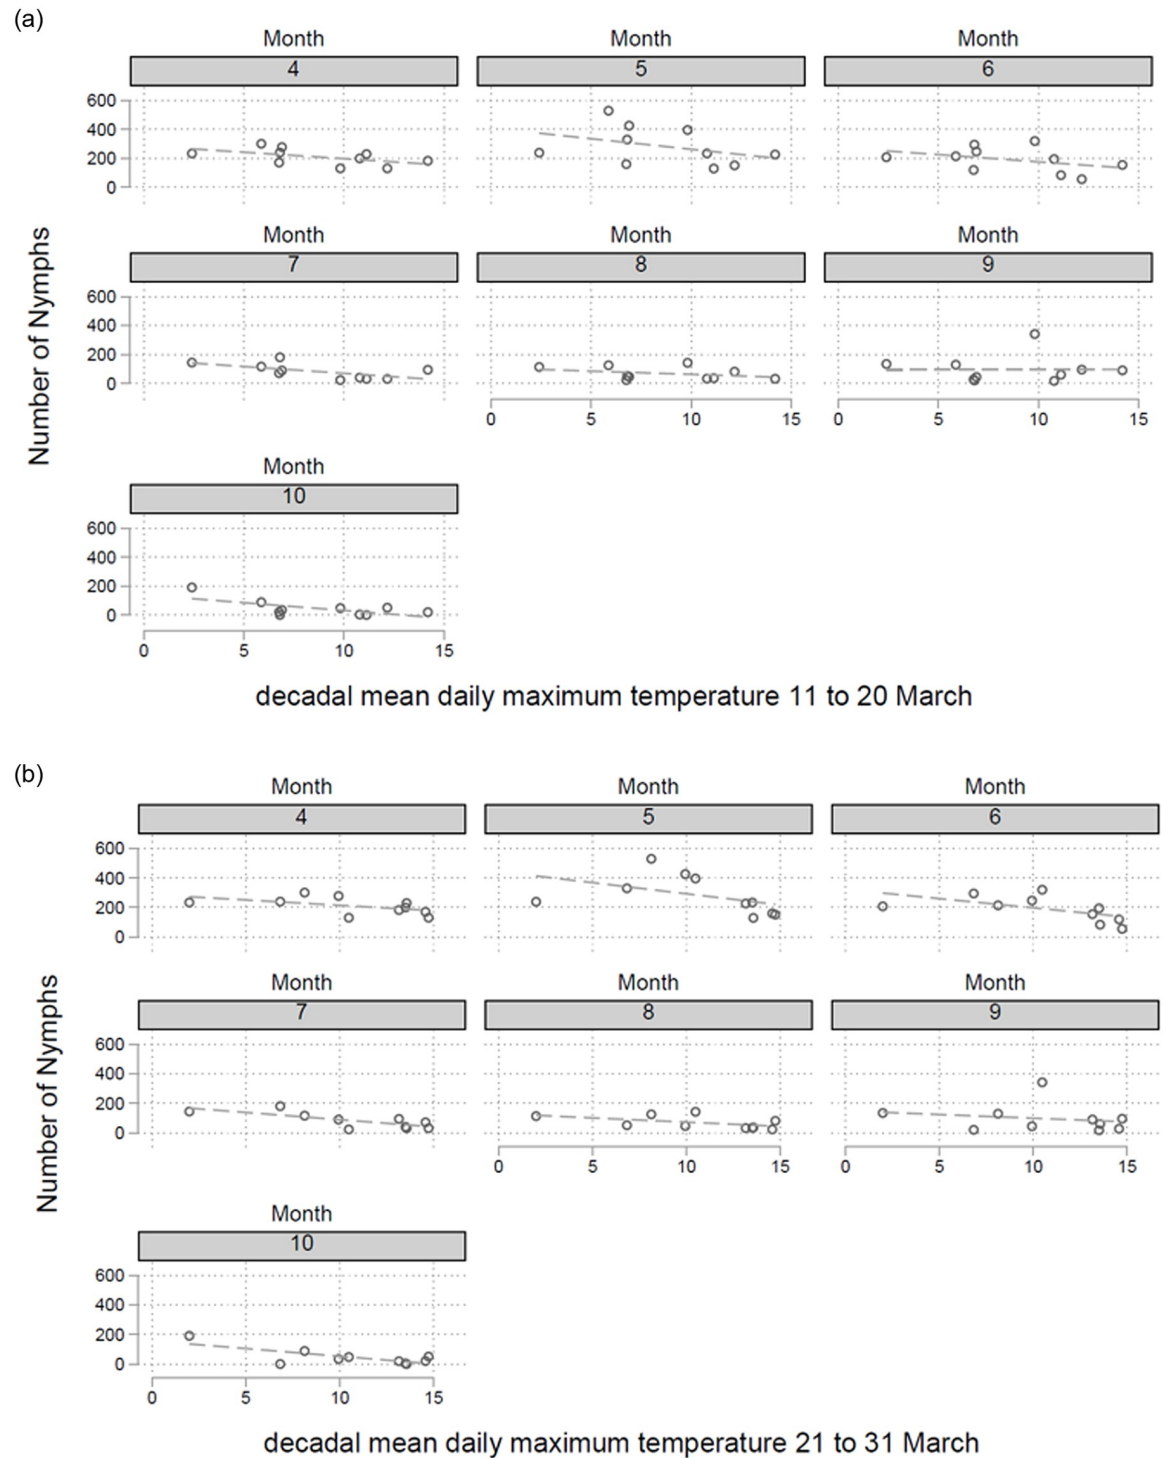 (a)
Month Month Month
4 5 6
600
400
200
0
Month Month Month
7 8 9
600
400
200
0
0 5 10 15 0 5 10 15
Month
10
600
400
200
0
0 5 10 15
Number of Nymphs
decadal mean daily maximum temperature 11 to 20 March
(b)
Month Month Month
4 5 6
600
400
200
0
Month Month Month
7 8 9
600
400
200
0
0 5 10 15 0 5 10 15
Month
10
600
400
200
0
0 5 10 15
Number of Nymphs
decadal mean daily maximum temperature 21 to 31 March